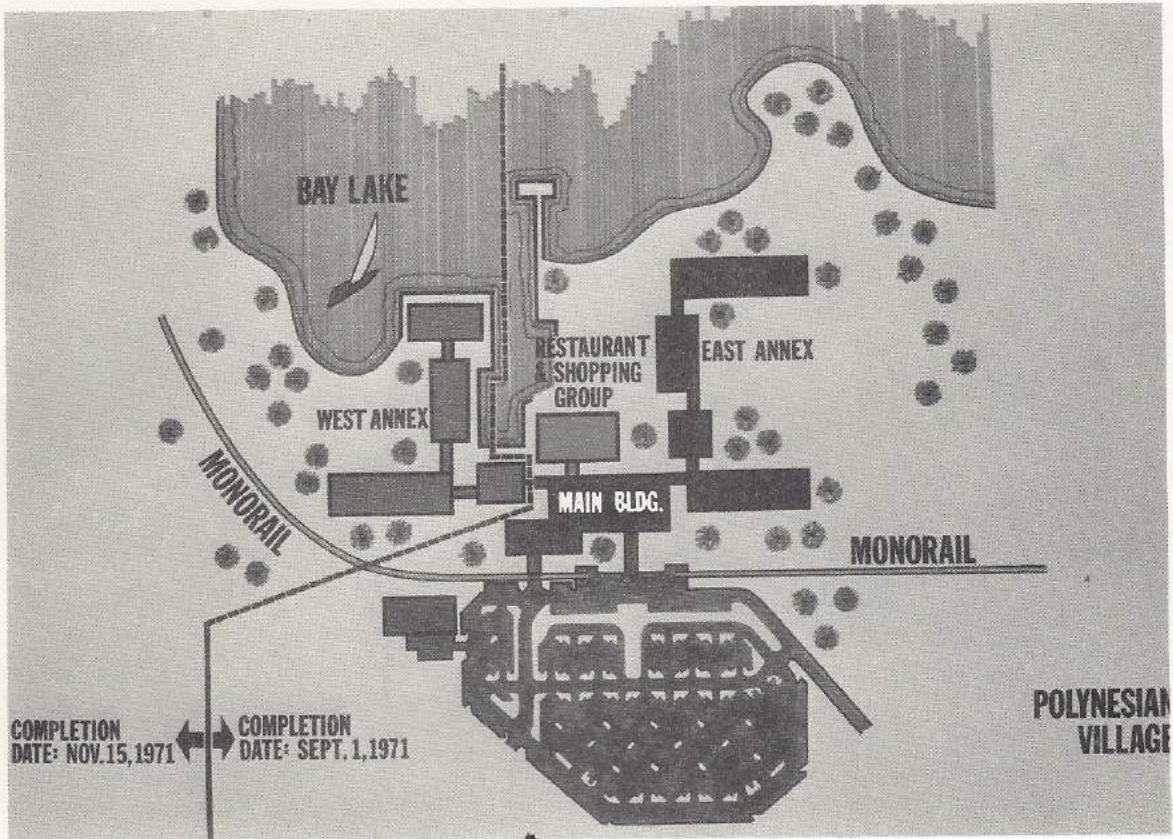 BAY LAKE
RESTAURANT
& SHOPPING
GROUP
EAST ANNEX
WEST ANNEX
MONORAIL
MAIN BLDG.
MONORAIL
POLYNESIAN
VILLAGE
COMPLETION
DATE: NOV. 15, 1971
COMPLETION
DATE: SEPT. 1, 1971